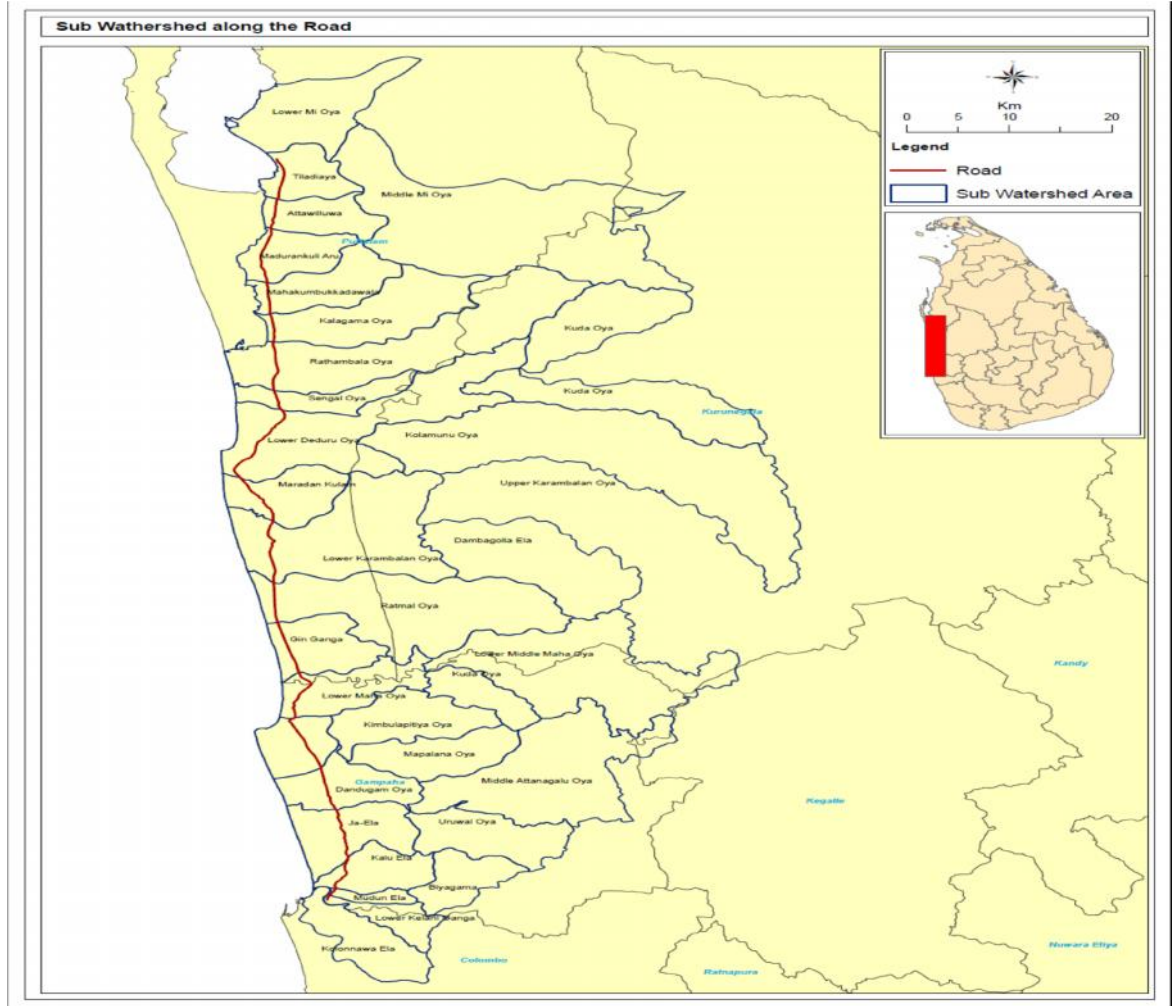 Sub Wathershed along the Road
Km
0 5 10 20
Legend
Road
Sub Watershed Area
Lower Mi Oya
Tiladiaya
Middle Mi Oya
Attawilluwa
Puttalam
Madurankuli Aru
Mahakumbukkadawala
Kalagama Oya
Kuda Oya
Rathambala Oya
Kuda Oya
Sengal Oya
Kurunegala
Kolamunu Oya
Lower Deduru Oya
Maradan Kulam
Upper Karambalan Oya
Dambagolla Ela
Lower Karambalan Oya
Ratmal Oya
Gin Ganga
Lower Middle Maha Oya
Kandy
Kuda Oya
Lower Maha Oya
Kimbulapitiya Oya
Mapalana Oya
Middle Attanagalu Oya
Gampaha
Dandugam Oya
Kegalle
Ja-Ela
Uruwal Oya
Kalu Ela
Biyagama
Mudun Ela
Lower Kelani Ganga
Kolonnawa Ela
Nuwara Eliya
Colombo
Ratnapura